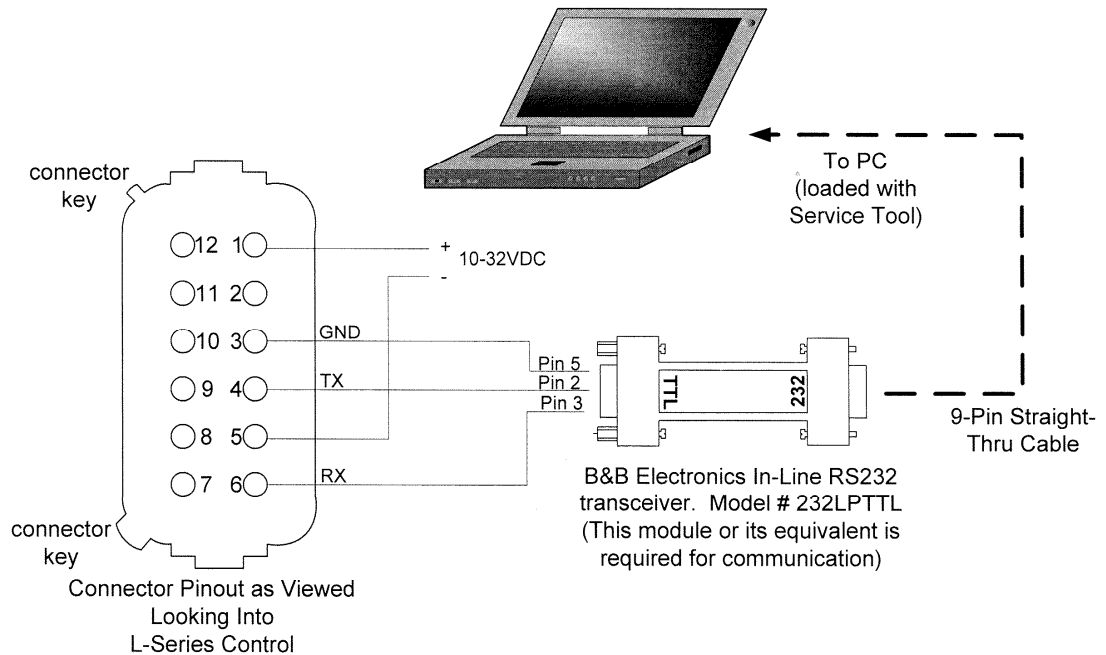 To PC
(loaded with
Service Tool)
connector
key
12 1
+
10-32VDC
-
11 2
10 3
GND
9 4
TX
8 5
7 6
RX
Pin 5
Pin 2
Pin 3
TTL
232
9-Pin Straight-
Thru Cable
B&B Electronics In-Line RS232
transceiver. Model # 232LPTTL
(This module or its equivalent is
required for communication)
connector
key
Connector Pinout as Viewed
Looking Into
L-Series Control